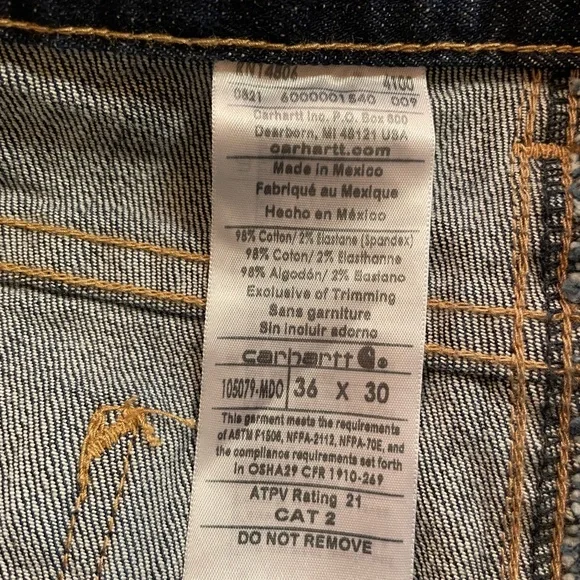 RN14806 4100
0821 6000001540 009
Carhartt Inc, P.O. Box 600
Dearborn, MI 48121 USA
carhartt.com
Made in Mexico
Fabriqué au Mexique
Hecho en México
98% Cotton/ 2% Elastane (Spandex)
98% Coton/ 2% Elasthanne
98% Algodón/ 2% Elastano
Exclusive of Trimming
Sans garniture
Sin incluir adorno
carhartt
105079-MD0 36 X 30
This garment meets the requirements
of ASTM F1506, NFPA-2112, NFPA-70E, and
the compliance requirements set forth
in OSHA29 CFR 1910-269
ATPV Rating 21
CAT 2
DO NOT REMOVE